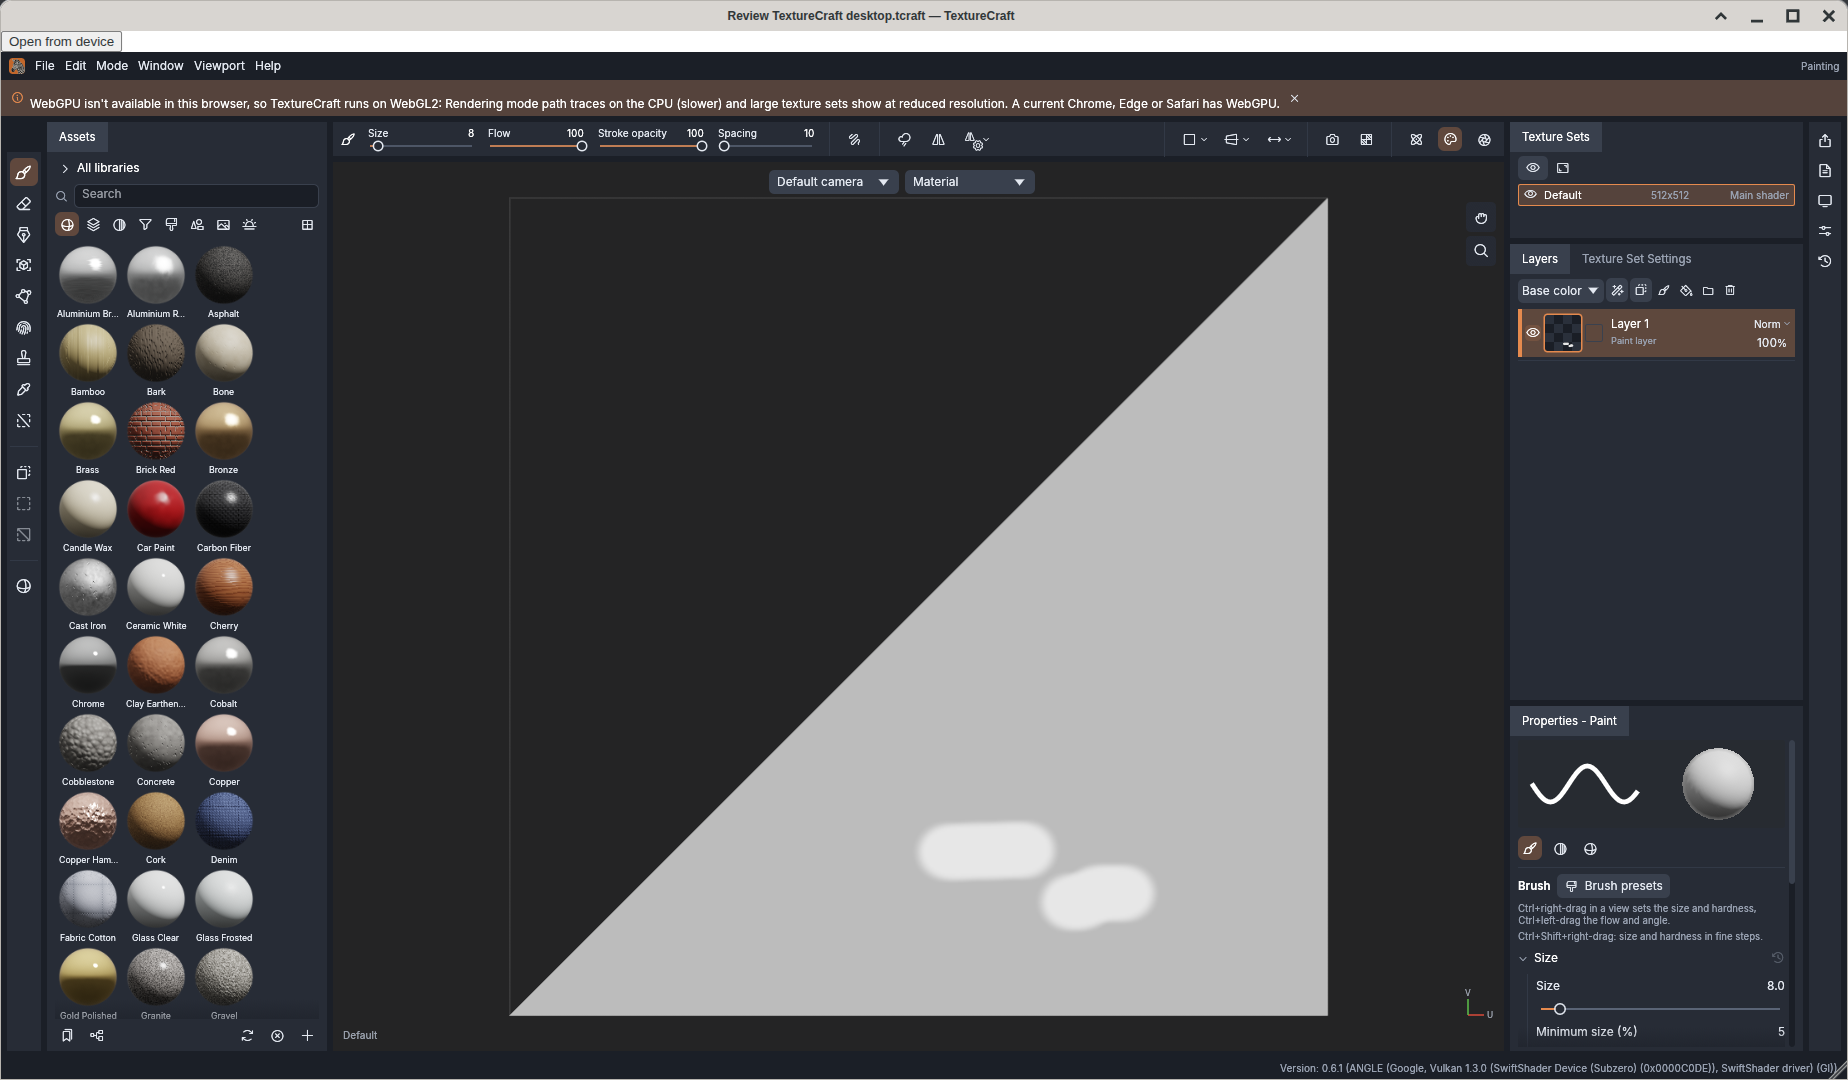 Review TextureCraft desktop.tcraft — TextureCraft
Open from device
File Edit Mode Window Viewport Help
Painting
WebGPU isn't available in this browser, so TextureCraft runs on WebGL2: Rendering mode path traces on the CPU (slower) and large texture sets show at reduced resolution. A current Chrome, Edge or Safari has WebGPU.
Assets
All libraries
Search
Aluminium Br... Aluminium R... Asphalt
Bamboo Bark Bone
Brass Brick Red Bronze
Candle Wax Car Paint Carbon Fiber
Cast Iron Ceramic White Cherry
Chrome Clay Earthen... Cobalt
Cobblestone Concrete Copper
Copper Ham... Cork Denim
Fabric Cotton Glass Clear Glass Frosted
Gold Polished Granite Gravel
Size 8 Flow 100 Stroke opacity 100 Spacing 10
Default camera Material
V
U
Default
Texture Sets
Default 512x512 Main shader
Layers Texture Set Settings
Base color
Layer 1 Norm
Paint layer 100%
Properties - Paint
Brush Brush presets
Ctrl+right-drag in a view sets the size and hardness,
Ctrl+left-drag the flow and angle.
Ctrl+Shift+right-drag: size and hardness in fine steps.
Size
Size 8.0
Minimum size (%) 5
Version: 0.6.1 (ANGLE (Google, Vulkan 1.3.0 (SwiftShader Device (Subzero) (0x0000C0DE)), SwiftShader driver) (Gl))